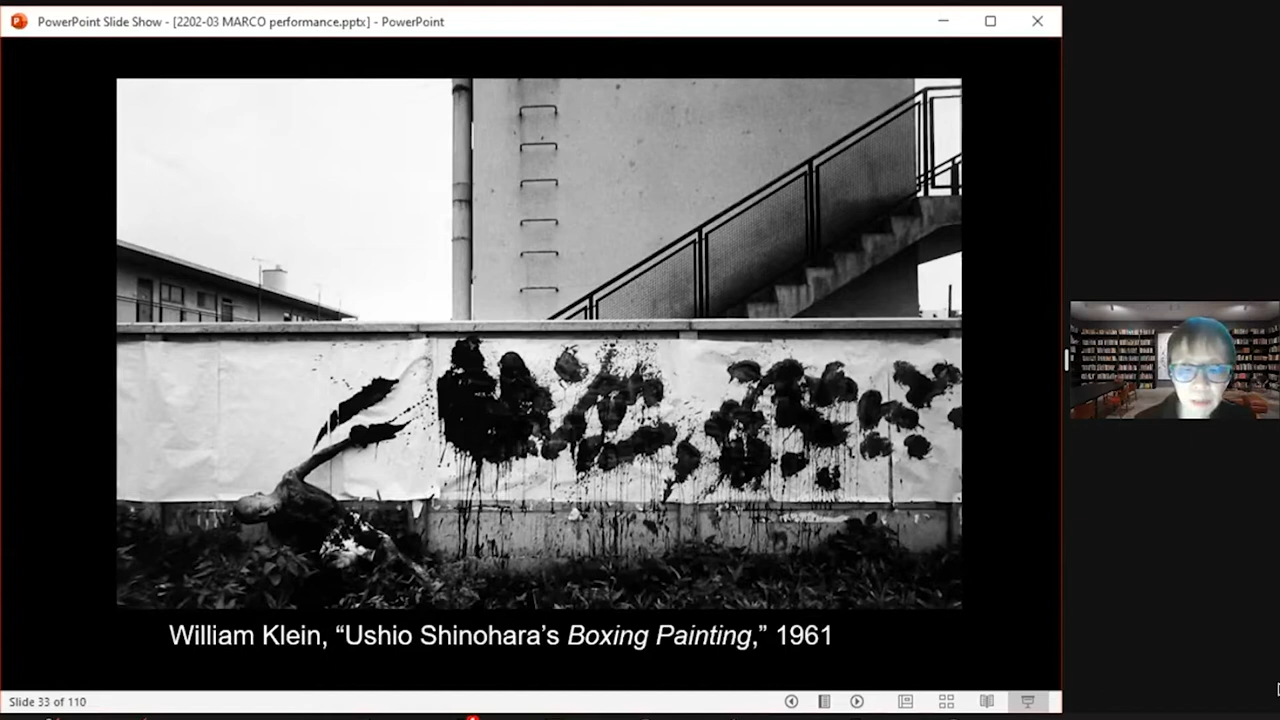 PowerPoint Slide Show - [2202-03 MARCO performance.pptx] - PowerPoint
William Klein, “Ushio Shinohara’s Boxing Painting,” 1961
Slide 33 of 110